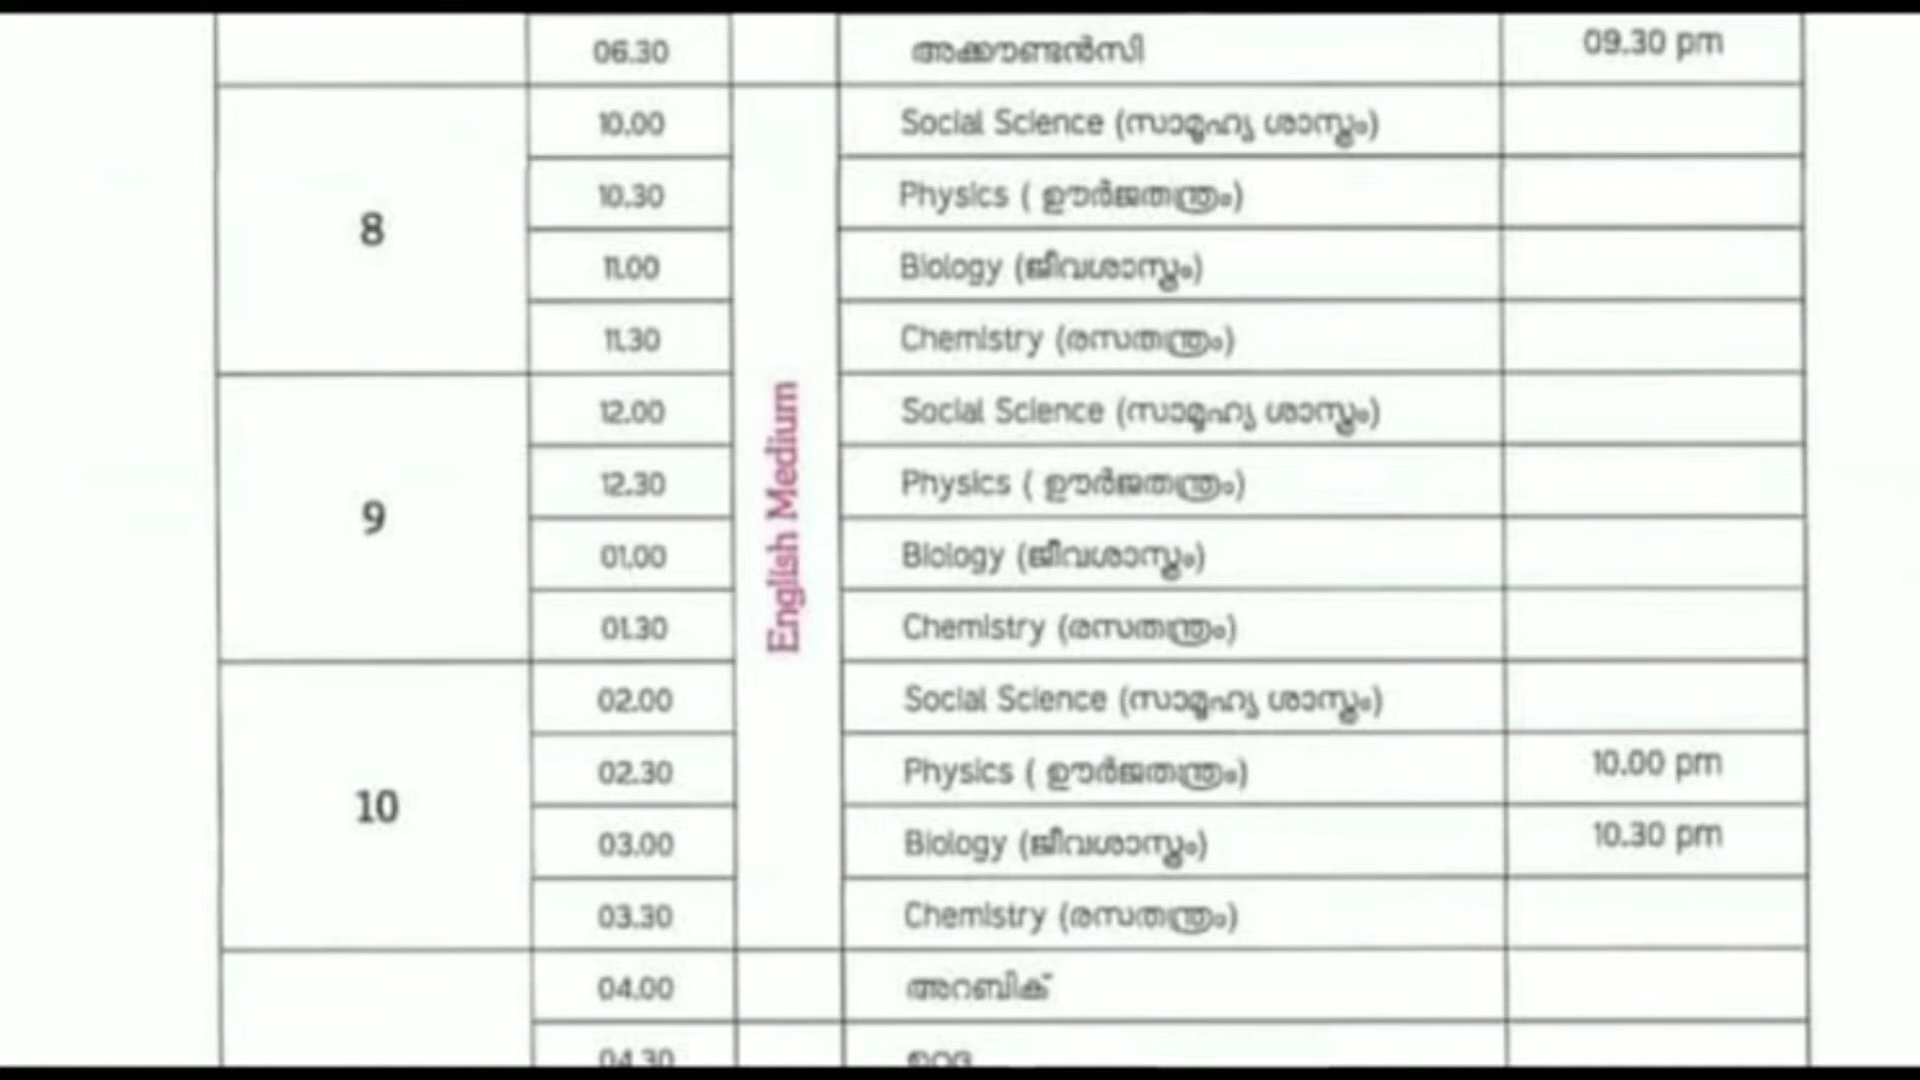 06.30 അക്കൗണ്ടൻസി 09.30 pm
8
10.00 Social Science (സാമൂഹ്യ ശാസ്ത്രം)
10.30 Physics ( ഊർജതന്ത്രം)
11.00 Biology (ജീവശാസ്ത്രം)
11.30 Chemistry (രസതന്ത്രം)
English Medium
9
12.00 Social Science (സാമൂഹ്യ ശാസ്ത്രം)
12.30 Physics ( ഊർജതന്ത്രം)
01.00 Biology (ജീവശാസ്ത്രം)
01.30 Chemistry (രസതന്ത്രം)
10
02.00 Social Science (സാമൂഹ്യ ശാസ്ത്രം)
02.30 Physics ( ഊർജതന്ത്രം) 10.00 pm
03.00 Biology (ജീവശാസ്ത്രം) 10.30 pm
03.30 Chemistry (രസതന്ത്രം)
04.00 അറബിക്
04.30